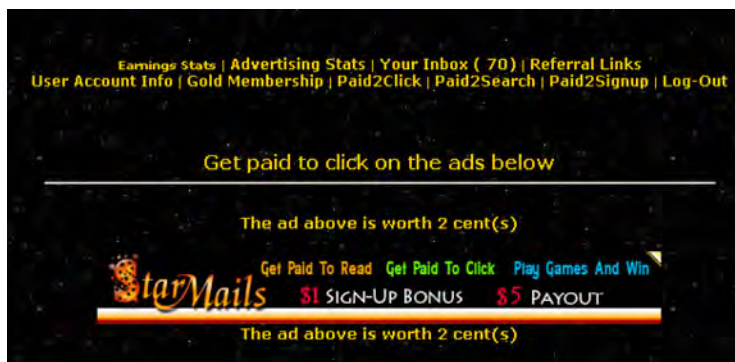 Earnings Stats | Advertising Stats | Your Inbox ( 70) | Referral Links
User Account Info | Gold Membership | Paid2Click | Paid2Search | Paid2Signup | Log-Out
Get paid to click on the ads below
The ad above is worth 2 cent(s)
Get Paid To Read Get Paid To Click Play Games And Win
StarMails $1 SIGN-UP BONUS $5 PAYOUT
The ad above is worth 2 cent(s)